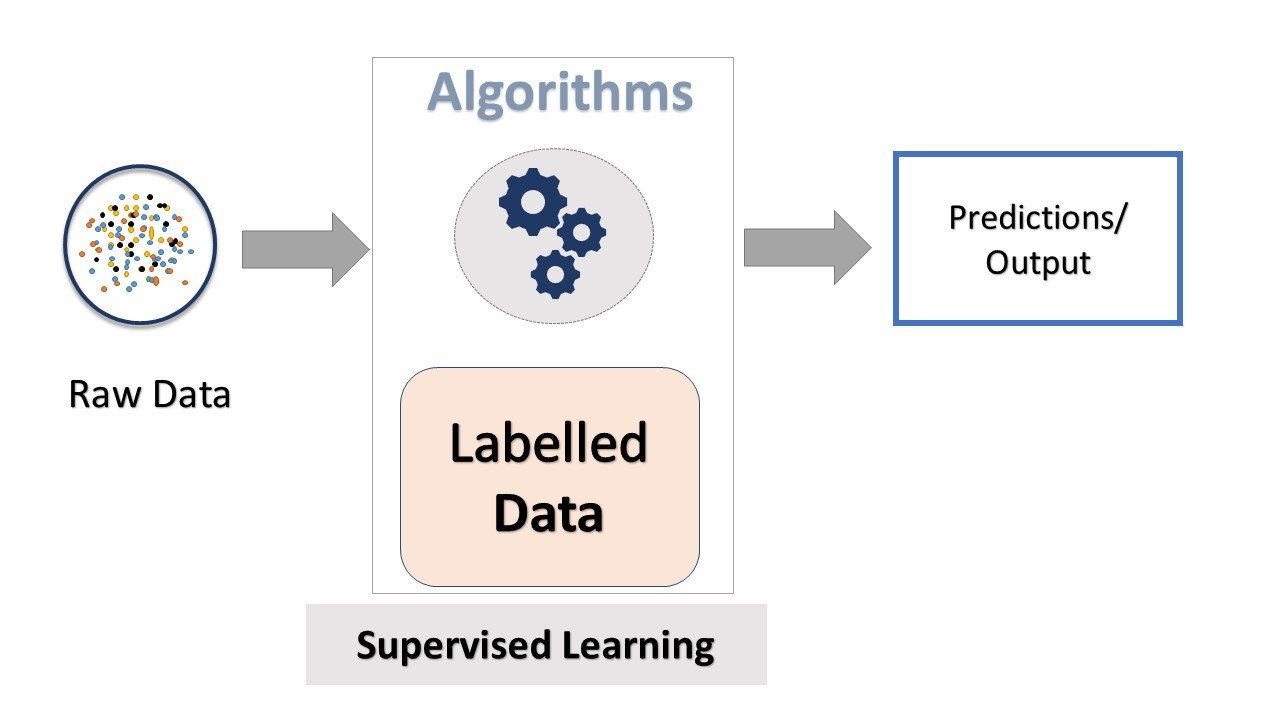 Algorithms
Raw Data
Labelled
Data
Predictions/
Output
Supervised Learning